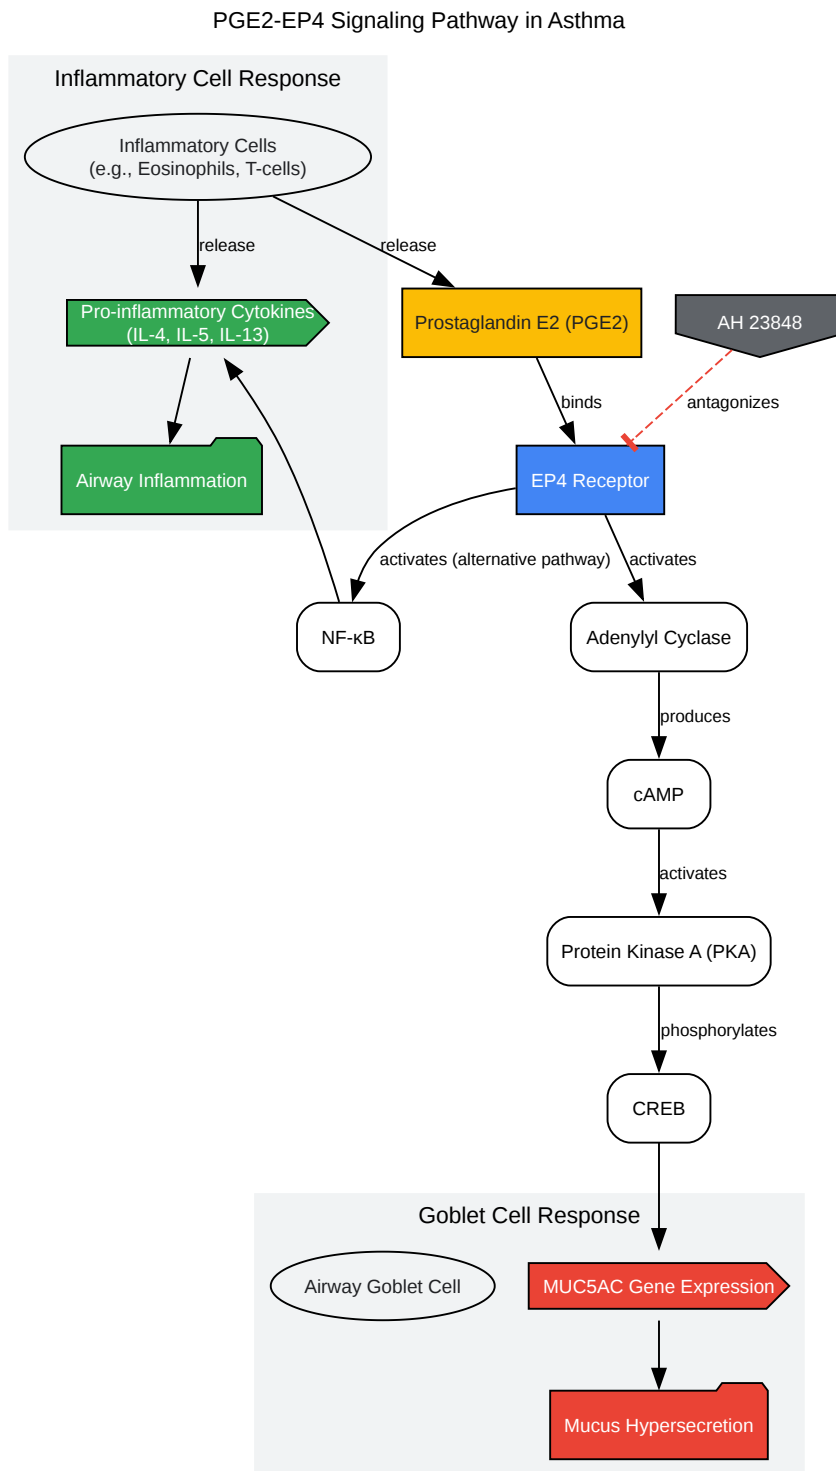 PGE2-EP4 Signaling Pathway in Asthma
Inflammatory Cell Response
Inflammatory Cells
(e.g., Eosinophils, T-cells)
release
release
Pro-inflammatory Cytokines
(IL-4, IL-5, IL-13)
Prostaglandin E2 (PGE2)
AH 23848
binds
antagonizes
Airway Inflammation
EP4 Receptor
activates (alternative pathway)
activates
NF-κB
Adenylyl Cyclase
produces
cAMP
activates
Protein Kinase A (PKA)
phosphorylates
CREB
Goblet Cell Response
Airway Goblet Cell
MUC5AC Gene Expression
Mucus Hypersecretion